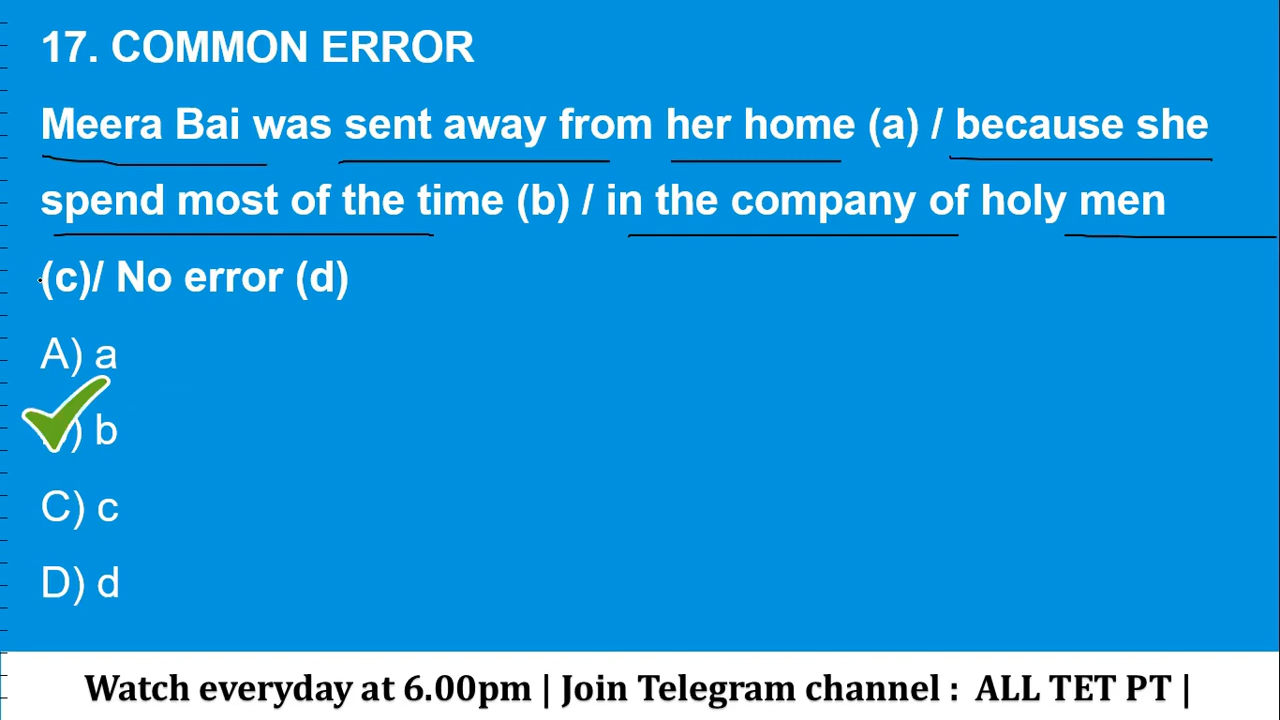 17. COMMON ERROR
Meera Bai was sent away from her home (a) / because she
spend most of the time (b) / in the company of holy men
(c)/ No error (d)
A) a
) b
C) c
D) d
Watch everyday at 6.00pm | Join Telegram channel : ALL TET PT |